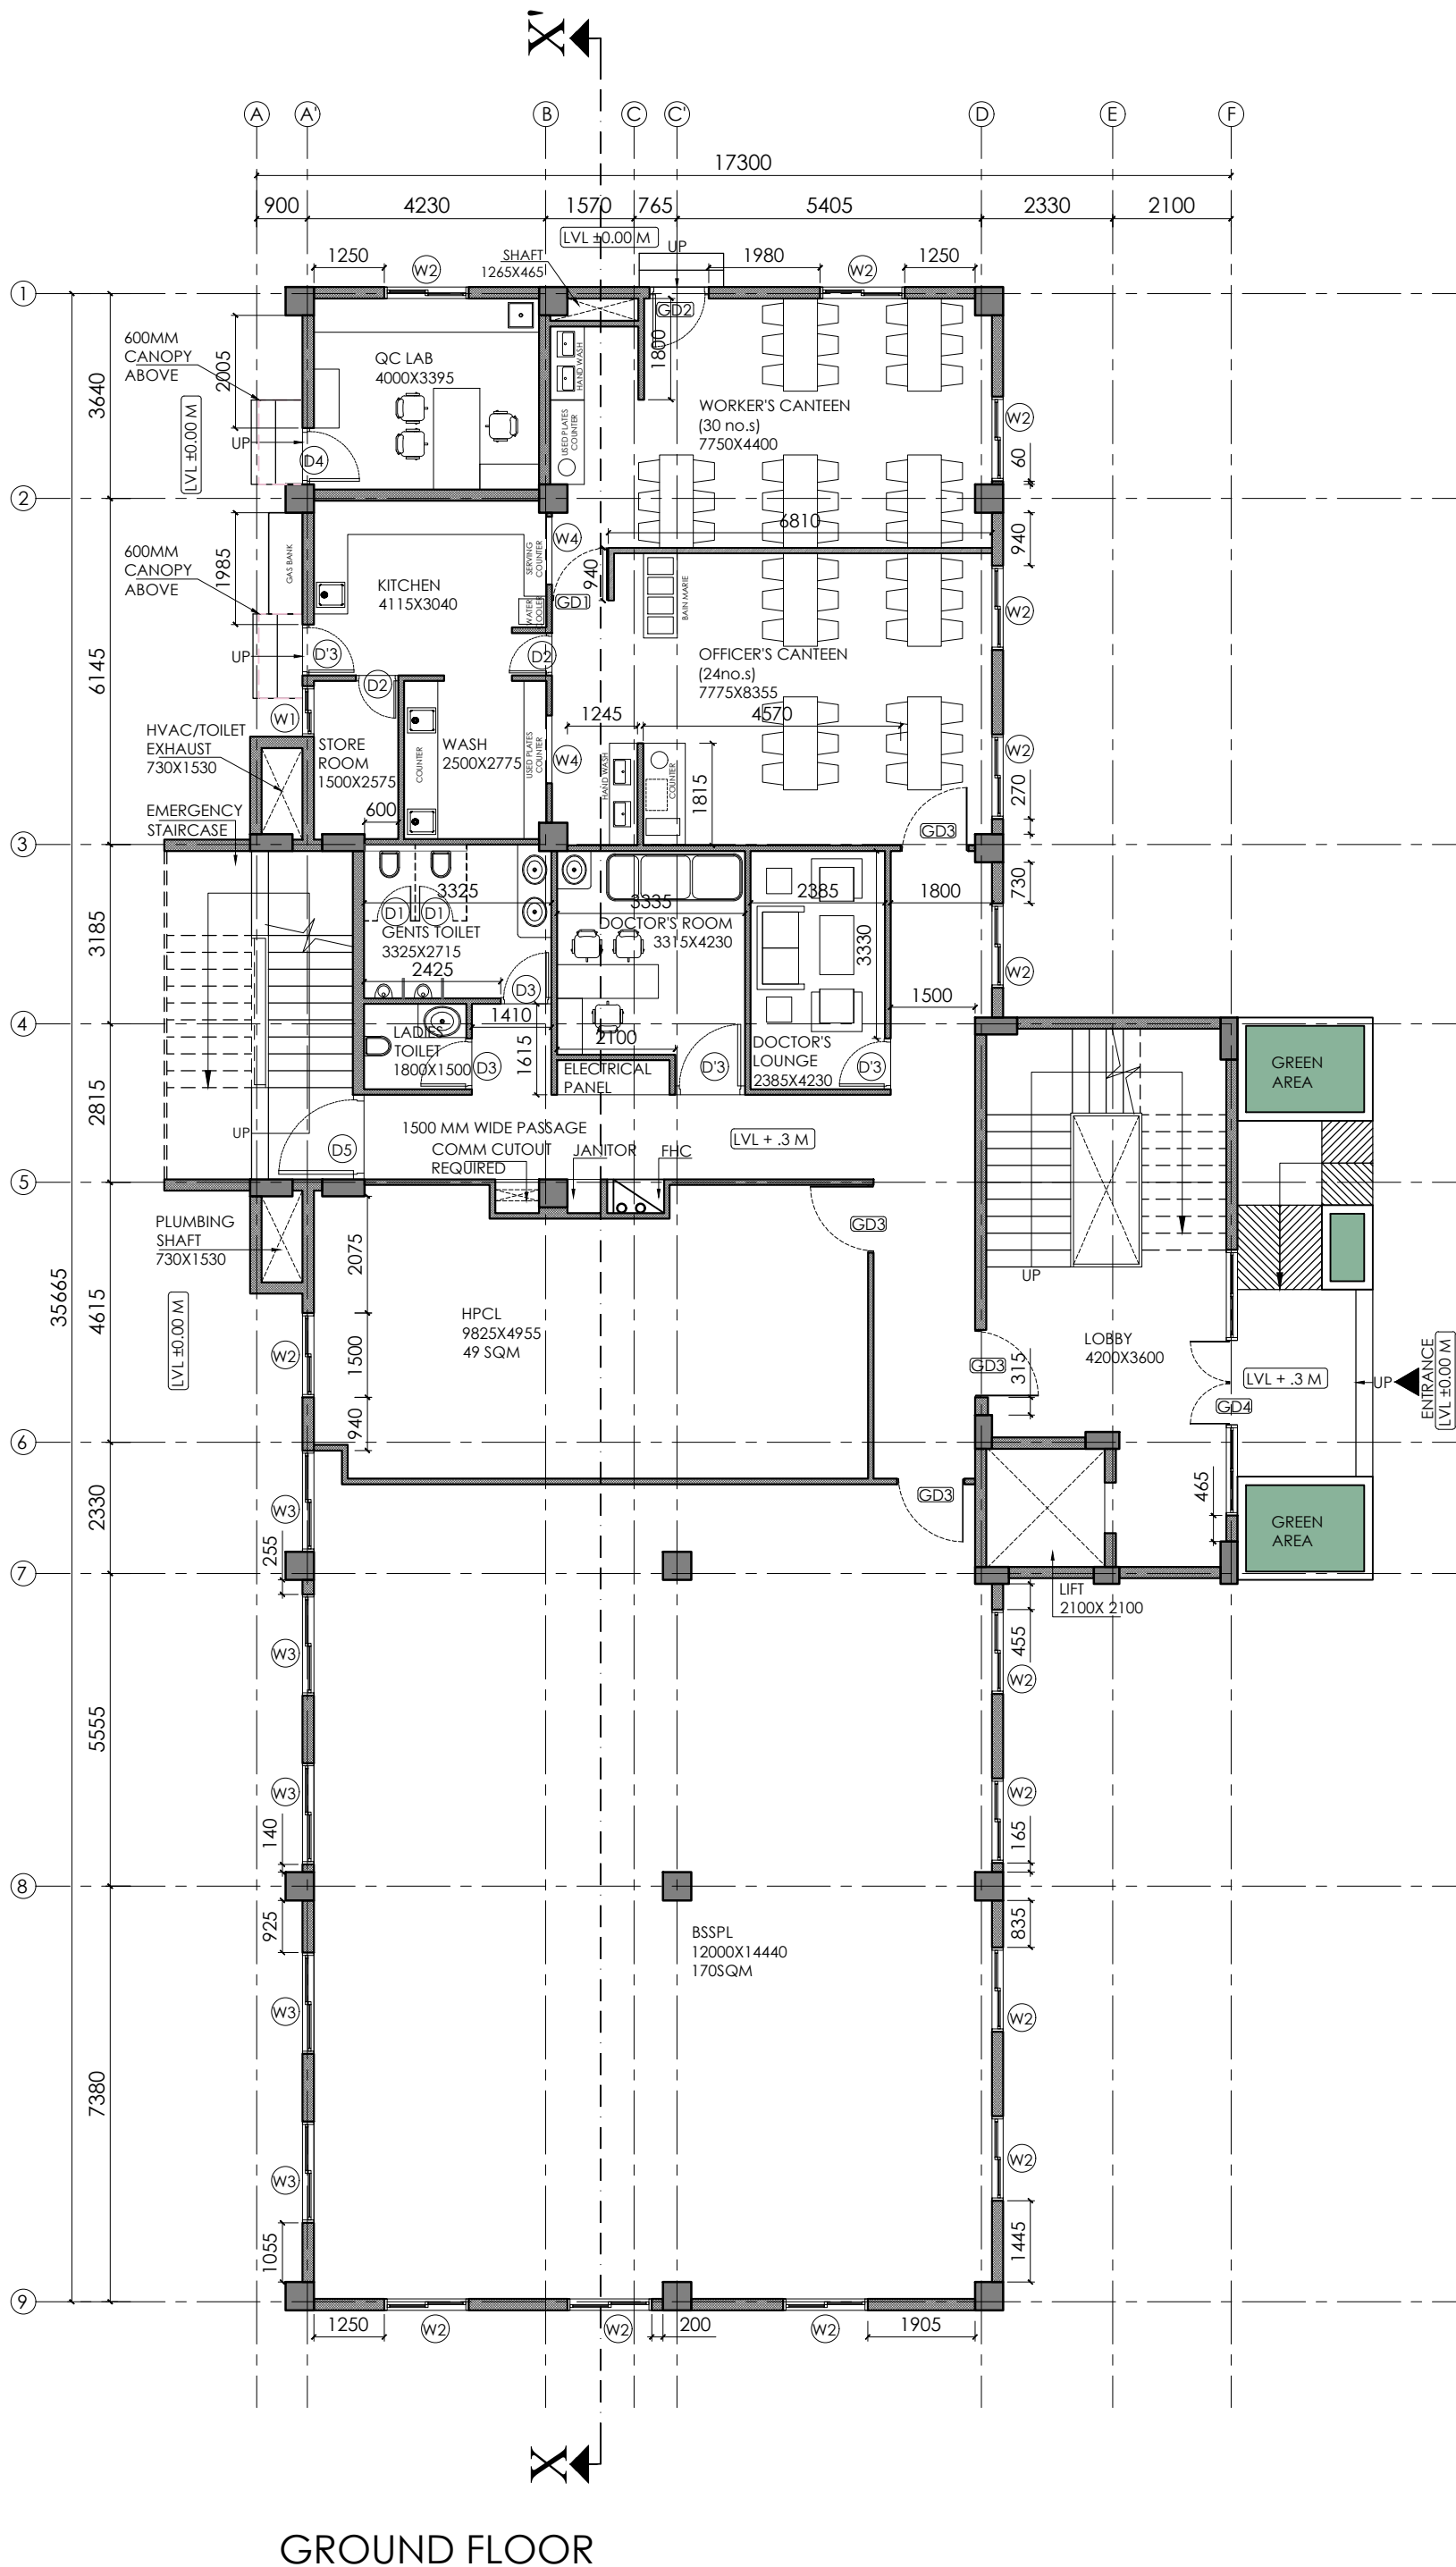 X'
A
A'
B
C
C'
D
E
F
17300
900
4230
1570
765
5405
2330
2100
LVL ±0.00 M
UP
SHAFT
1265X465
1250
W2
1980
W2
1250
1
GD2
1800
HAND WASH
600MM
CANOPY
ABOVE
2005
3640
QC LAB
4000X3395
WORKER'S CANTEEN
(30 no.s)
7750X4400
W2
USED PLATES
COUNTER
LVL ±0.00 M
UP
D4
60
2
6810
940
600MM
CANOPY
ABOVE
1985
GAS BANK
KITCHEN
4115X3040
SERVING
COUNTER
WATER
COOLER
W4
940
GD1
BAIN MARIE
W2
UP
D'3
D2
D2
OFFICER'S CANTEEN
(24no.s)
7775X8355
6145
W1
HVAC/TOILET
EXHAUST
730X1530
STORE
ROOM
1500X2575
COUNTER
WASH
2500X2775
USED PLATES
COUNTER
W4
1245
4570
HAND WASH
COUNTER
1815
W2
270
600
EMERGENCY
STAIRCASE
GD3
3
730
3325
D1
D1
GENTS TOILET
3325X2715
3335
DOCTOR'S ROOM
3315X4230
2385
3330
1800
3185
2425
D3
W2
1500
4
LADIES
TOILET
1800X1500
1410
D3
1615
2100
ELECTRICAL
PANEL
D'3
DOCTOR'S
LOUNGE
2385X4230
D'3
GREEN
AREA
2815
UP
D5
1500 MM WIDE PASSAGE
COMM CUTOUT
REQUIRED
JANITOR
FHC
LVL + .3 M
5
PLUMBING
SHAFT
730X1530
2075
GD3
UP
35665
4615
LVL ±0.00 M
W2
1500
940
HPCL
9825X4955
49 SQM
GD3
315
LOBBY
4200X3600
LVL + .3 M
GD4
UP
ENTRANCE
LVL ±0.00 M
6
2330
W3
255
GD3
465
GREEN
AREA
7
LIFT
2100X 2100
455
W3
W2
5555
W3
140
W2
165
8
925
835
BSSPL
12000X14440
170SQM
W3
W2
7380
W3
1055
W2
1445
9
1250
W2
W2
200
W2
1905
X
GROUND FLOOR